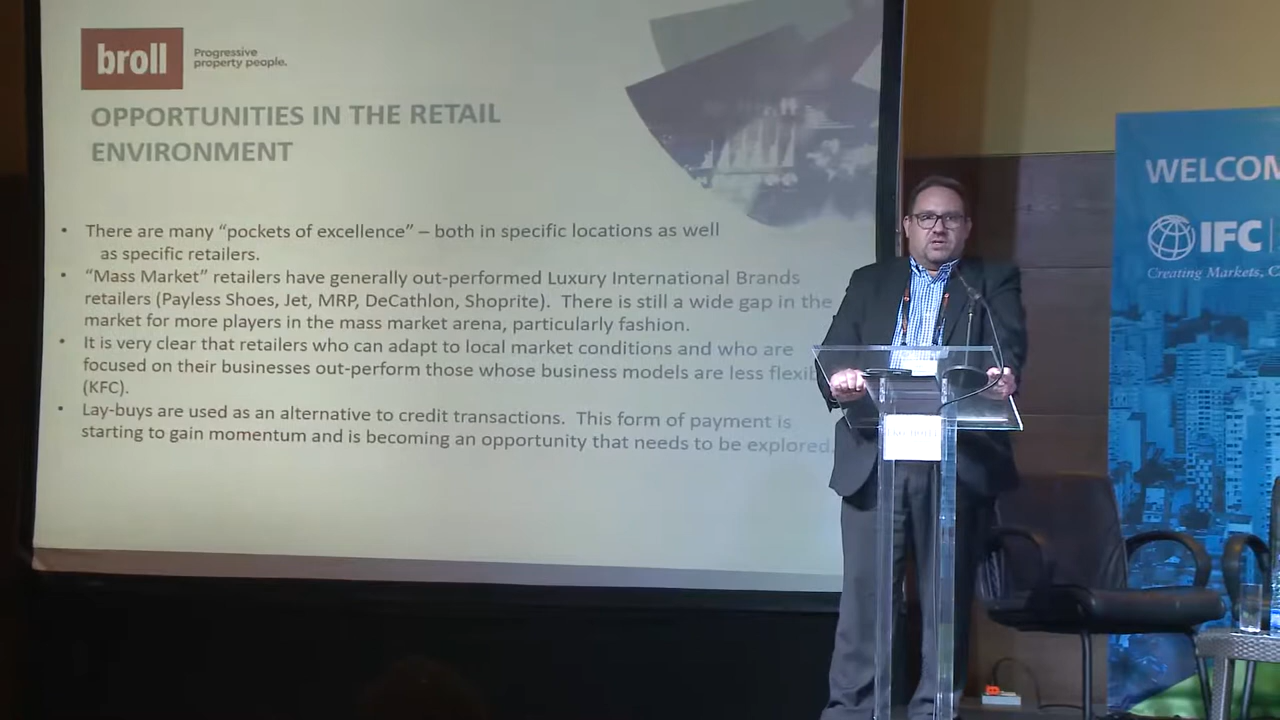 broll
Progressive
property people.
OPPORTUNITIES IN THE RETAIL
ENVIRONMENT
• There are many “pockets of excellence” – both in specific locations as well
as specific retailers.
• “Mass Market” retailers have generally out-performed Luxury International Brands
retailers (Payless Shoes, Jet, MRP, DeCathlon, Shoprite). There is still a wide gap in the
market for more players in the mass market arena, particularly fashion.
• It is very clear that retailers who can adapt to local market conditions and who are
focused on their businesses out-perform those whose business models are less flexib
(KFC).
• Lay-buys are used as an alternative to credit transactions. This form of payment is
starting to gain momentum and is becoming an opportunity that needs to be explored.
WELCOM
IFC
Creating Markets, C